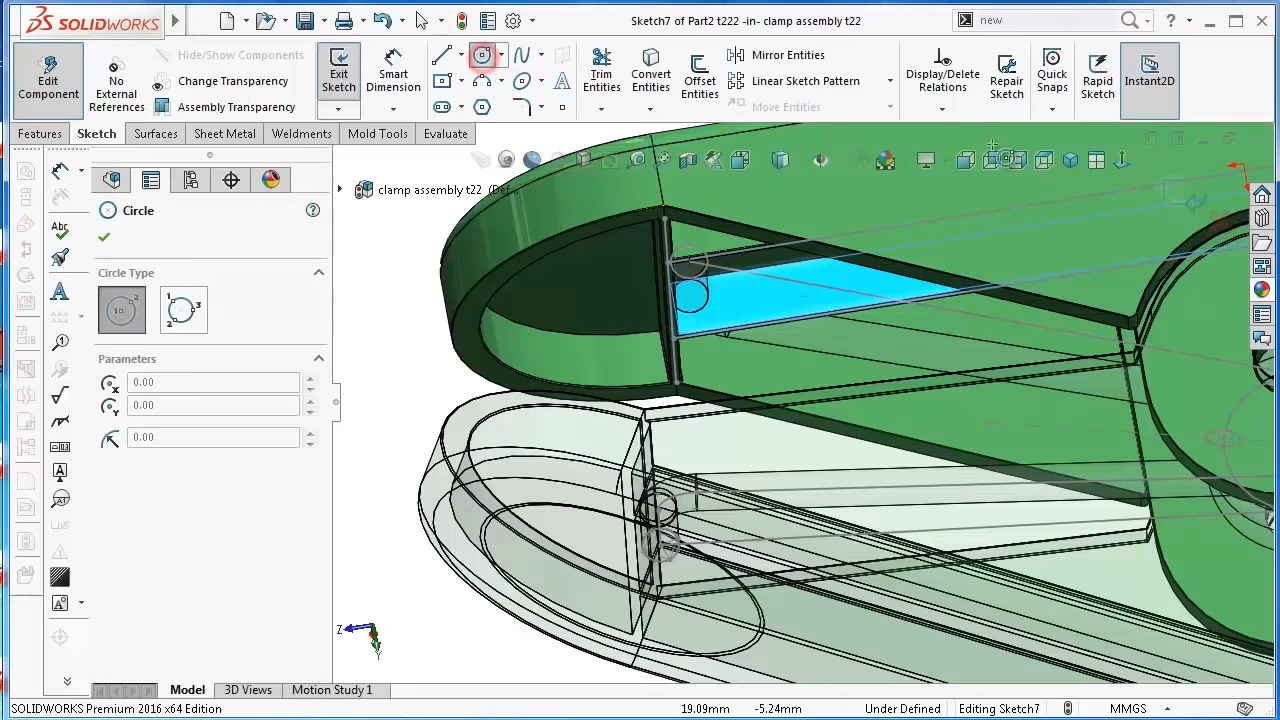 SOLIDWORKS
Sketch7 of Part2 t222 -in- clamp assembly t22
new
Edit Component
No External References
Hide/Show Components
Change Transparency
Assembly Transparency
Exit Sketch
Smart Dimension
Trim Entities
Convert Entities
Offset Entities
Mirror Entities
Linear Sketch Pattern
Move Entities
Display/Delete Relations
Repair Sketch
Quick Snaps
Rapid Sketch
Instant2D
Features
Sketch
Surfaces
Sheet Metal
Weldments
Mold Tools
Evaluate
clamp assembly t22 (Def...
Circle
Circle Type
Parameters
0.00
0.00
0.00
Abc
Z
Y
Model
3D Views
Motion Study 1
SOLIDWORKS Premium 2016 x64 Edition
19.09mm
-5.24mm
Under Defined
Editing Sketch7
MMGS